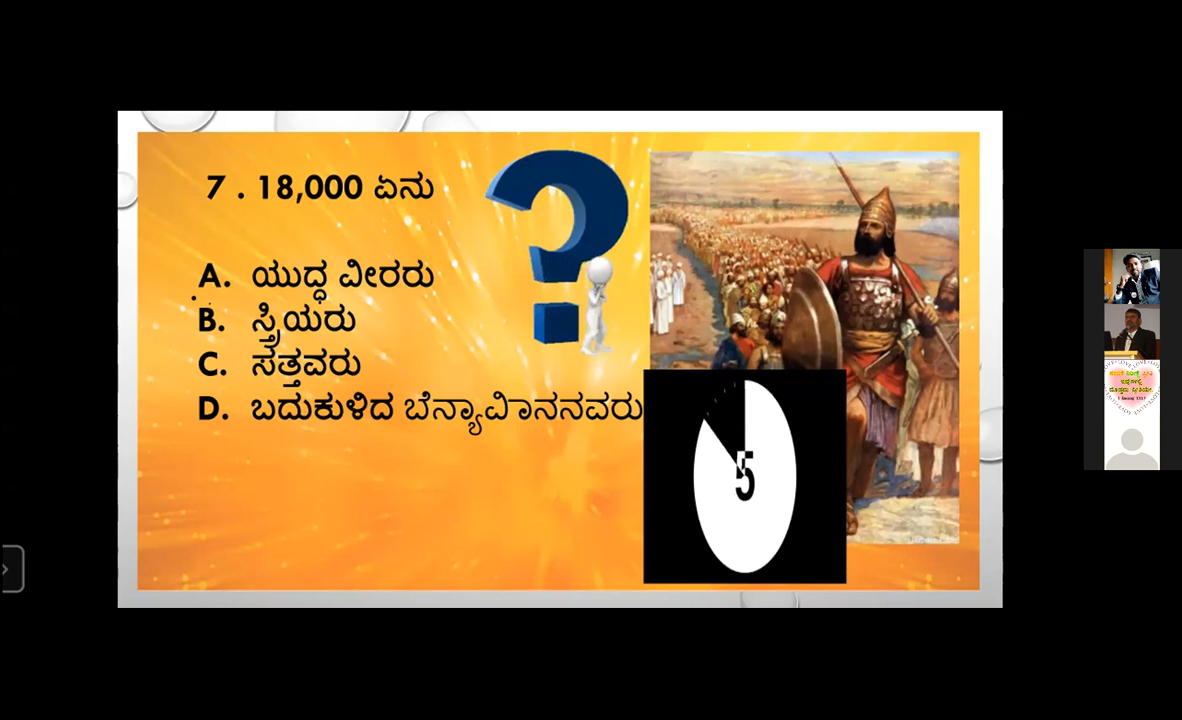 7 . 18,000 ಏನು
A. ಯುದ್ಧ ವೀರರು
B. ಸ್ತ್ರಿಯರು
C. ಸತ್ತವರು
D. ಬದುಕುಳಿದ ಬೆನ್ಯಾವಿಾನನವರು
5